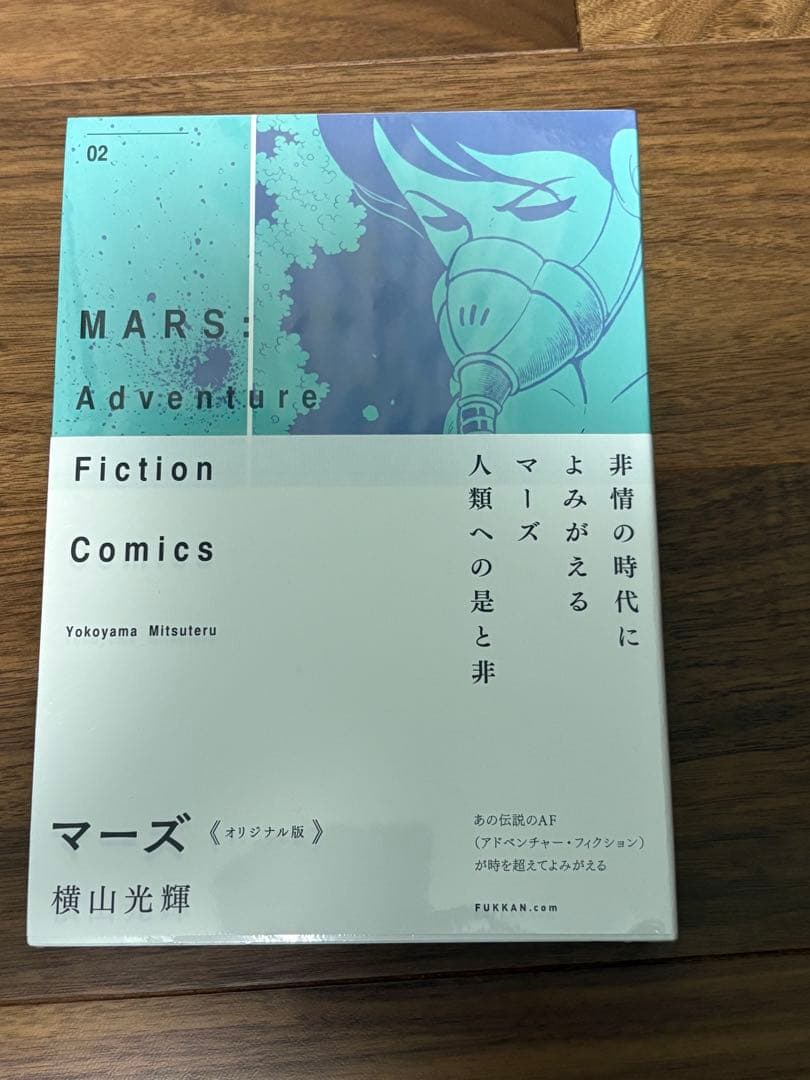 02
MARS:
Adventure
Fiction
Comics
Yokoyama Mitsuteru
非情の時代に
よみがえる
マーズ
人類への是と非
マーズ《オリジナル版》
横山光輝
あの伝説のAF
(アドベンチャー・フィクション)
が時を超えてよみがえる
FUKKAN.com